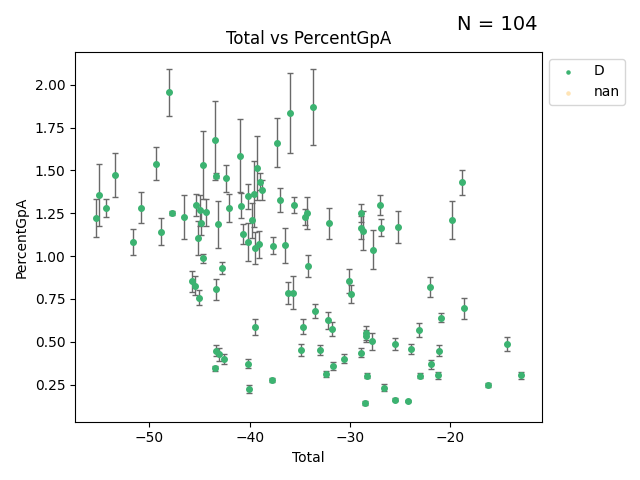 N = 104
Total vs PercentGpA
D
nan
2.00
1.75
1.50
1.25
1.00
0.75
0.50
0.25
PercentGpA
−50
−40
−30
−20
Total